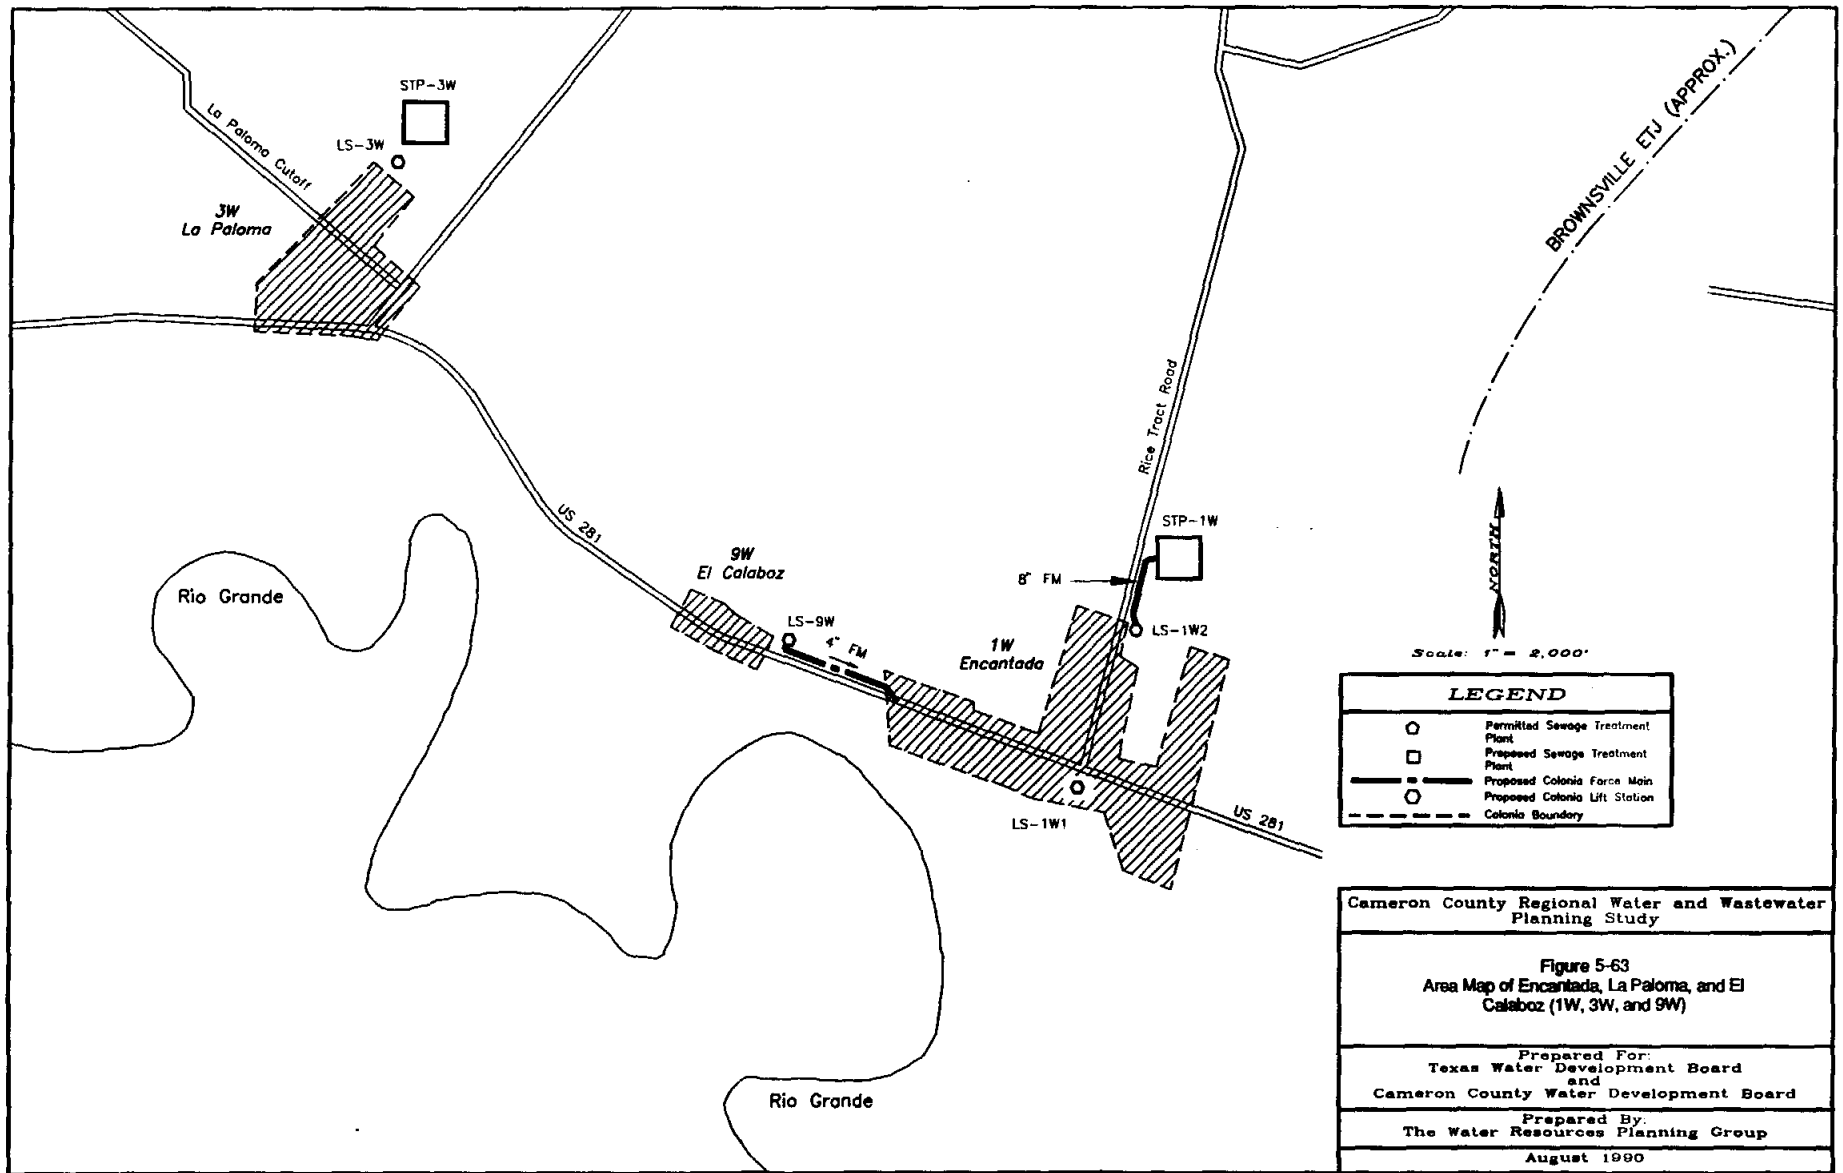 STP-3W
La Paloma Cutoff
LS-3W
3W
La Paloma
BROWNSVILLE ETJ (APPROX.)
Rice Tract Road
US 281
STP-1W
9W
El Calaboz
8" FM
Rio Grande
LS-9W
4" FM
LS-1W2
1W
Encantada
LS-1W1
US 281
Rio Grande
NORTH
Scale: 1" = 2,000'
LEGEND
Permitted Sewage Treatment
Plant
Proposed Sewage Treatment
Plant
Proposed Colonia Force Main
Proposed Colonia Lift Station
Colonia Boundary
Cameron County Regional Water and Wastewater
Planning Study
Figure 5-63
Area Map of Encantada, La Paloma, and El
Calaboz (1W, 3W, and 9W)
Prepared For:
Texas Water Development Board
and
Cameron County Water Development Board
Prepared By:
The Water Resources Planning Group
August 1990